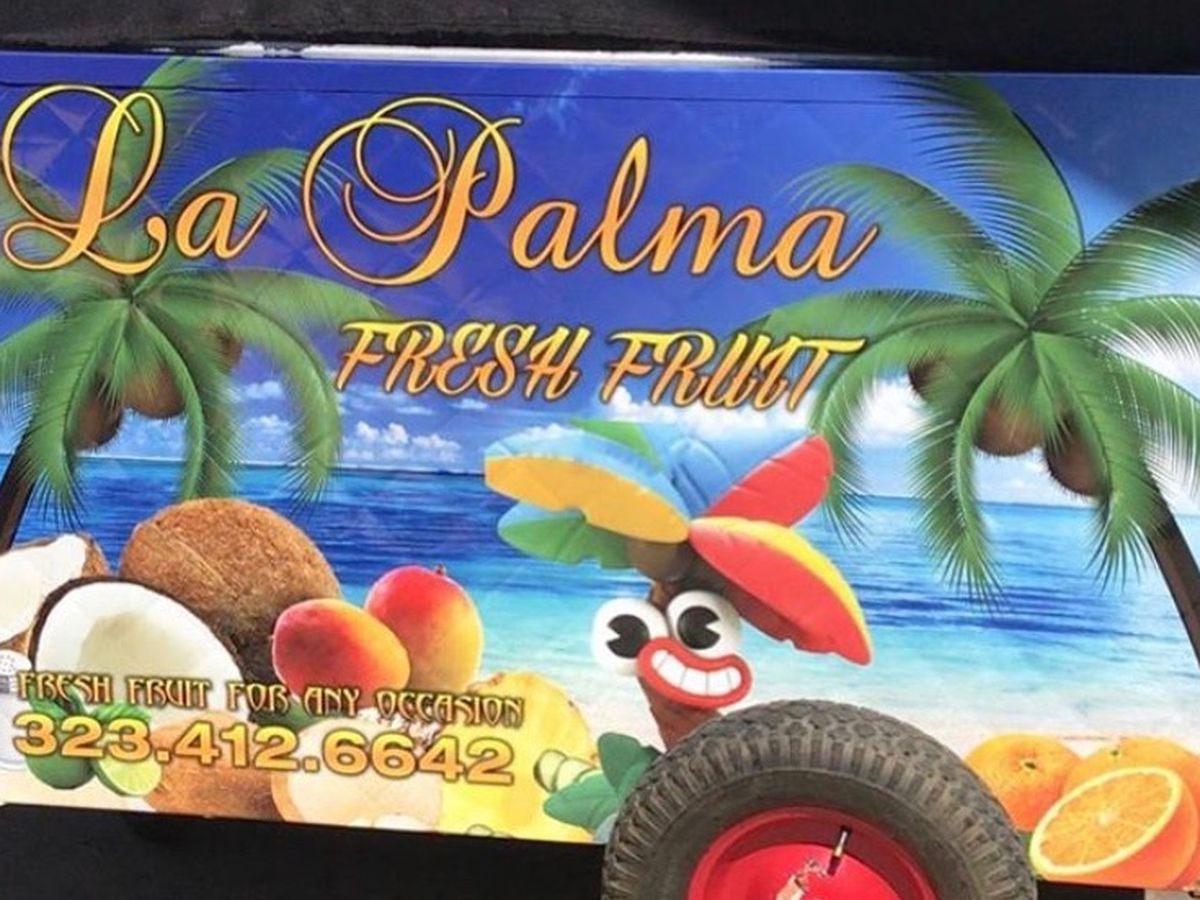 La Palma
FRESH FRUIT
FRESH FRUIT FOR ANY OCCASION
323.412.6642